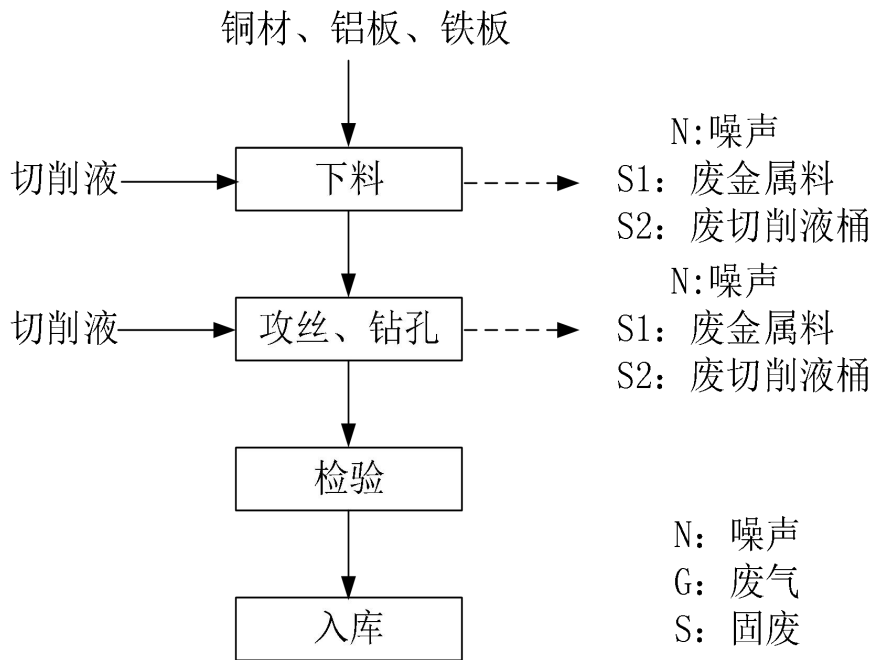 铜材、铝板、铁板
N:噪声
切削液
下料
S1：废金属料
S2：废切削液桶
N:噪声
切削液
攻丝、钻孔
S1：废金属料
S2：废切削液桶
检验
N：噪声
G：废气
入库
S：固废